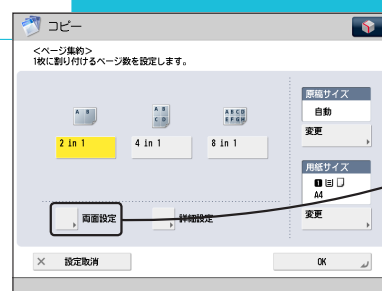 コピー
<ページ集約>
1枚に割り付けるページ数を設定します。
A B
A B
C D
A B C D
E F G H
2 in 1
4 in 1
8 in 1
原稿サイズ
自動
変更
用紙サイズ
1
A4
変更
両面設定
詳細設定
× 設定取消
OK